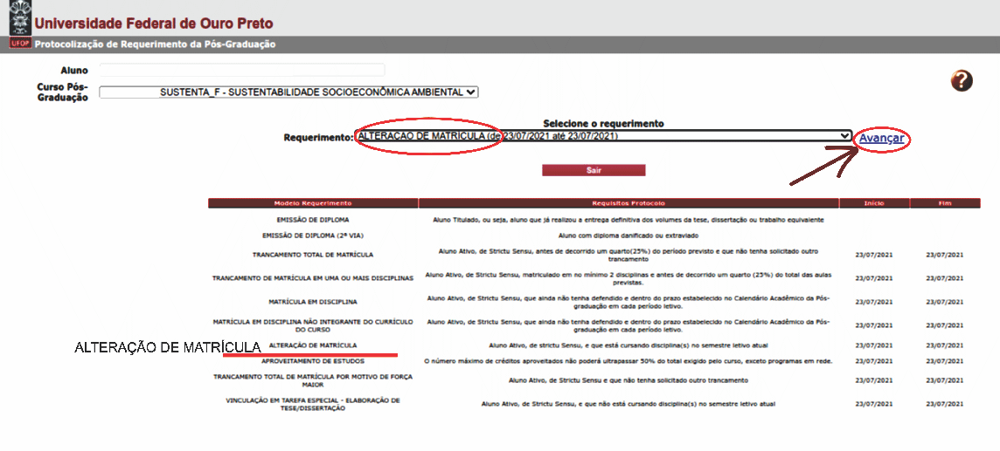 Universidade Federal de Ouro Preto
UFOP Protocolização de Requerimento da Pós-Graduação
Aluno
Curso Pós-
Graduação
SUSTENTA_F - SUSTENTABILIDADE SOCIOECONÔMICA AMBIENTAL
?
Selecione o requerimento
Requerimento: ALTERAÇÃO DE MATRÍCULA (de 23/07/2021 até 23/07/2021) Avançar
Sair
Modelo Requerimento Requisitos Protocolo Início Fim
EMISSÃO DE DIPLOMA Aluno Titulado, ou seja, aluno que já realizou a entrega definitiva dos volumes da tese, dissertação ou trabalho equivalente
EMISSÃO DE DIPLOMA (2ª VIA) Aluno com diploma danificado ou extraviado
TRANCAMENTO TOTAL DE MATRÍCULA Aluno Ativo, de Strictu Sensu, antes de decorrido um quarto(25%) do período previsto e que não tenha solicitado outro
trancamento 23/07/2021 23/07/2021
TRANCAMENTO DE MATRÍCULA EM UMA OU MAIS DISCIPLINAS Aluno Ativo, de Strictu Sensu, matriculado em no mínimo 2 disciplinas e antes de decorrido um quarto (25%) do total das aulas
previstas. 23/07/2021 23/07/2021
MATRÍCULA EM DISCIPLINA Aluno Ativo, de Strictu Sensu, que ainda não tenha defendido e dentro do prazo estabelecido no Calendário Acadêmico da Pós-
graduação em cada período letivo. 23/07/2021 23/07/2021
MATRÍCULA EM DISCIPLINA NÃO INTEGRANTE DO CURRÍCULO
DO CURSO
Aluno Ativo, de Strictu Sensu, que ainda não tenha defendido e dentro do prazo estabelecido no Calendário Acadêmico da Pós-
graduação em cada período letivo. 23/07/2021 23/07/2021
ALTERAÇÃO DE MATRÍCULA ALTERAÇÃO DE MATRÍCULA Aluno Ativo, de strictu Sensu, e que está cursando disciplina(s) no semestre letivo atual 23/07/2021 23/07/2021
APROVEITAMENTO DE ESTUDOS O número máximo de créditos aproveitados não poderá ultrapassar 50% do total exigido pelo curso, exceto programas em rede. 23/07/2021 23/07/2021
TRANCAMENTO TOTAL DE MATRÍCULA POR MOTIVO DE FORÇA
MAIOR
Aluno Ativo, de Strictu Sensu e que não tenha solicitado outro trancamento 23/07/2021 23/07/2021
VINCULAÇÃO EM TAREFA ESPECIAL - ELABORAÇÃO DE
TESE/DISSERTAÇÃO
Aluno Ativo, de Strictu Sensu, e que não está cursando disciplina(s) no semestre letivo atual 23/07/2021 23/07/2021